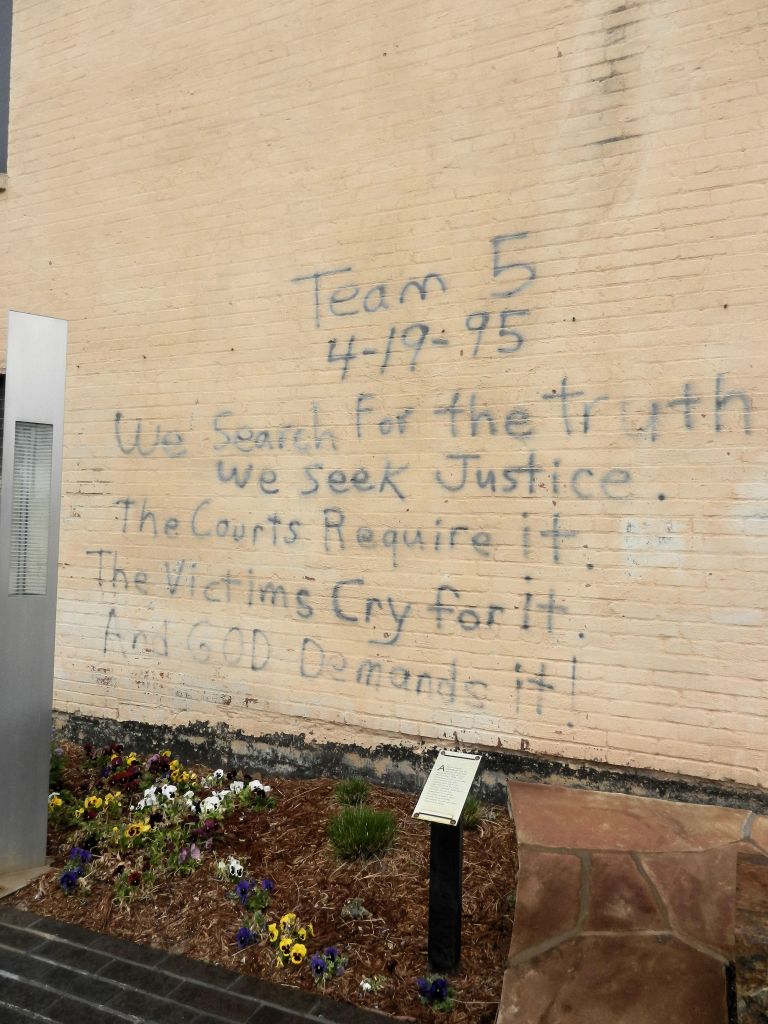 Team 5
4-19-95
We Search For the truth
We Seek Justice.
The Courts Require it.
The Victims Cry for it.
And GOD Demands it!
A